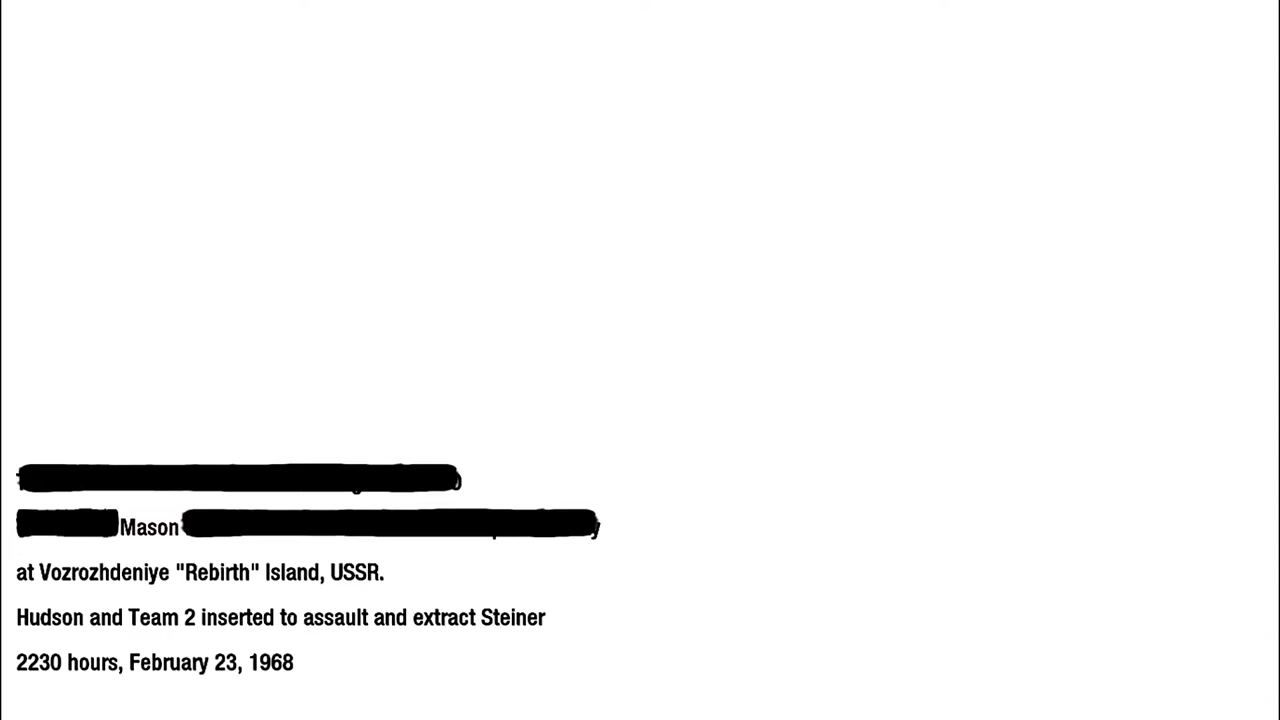 Mason
at Vozrozhdeniye "Rebirth" Island, USSR.
Hudson and Team 2 inserted to assault and extract Steiner
2230 hours, February 23, 1968